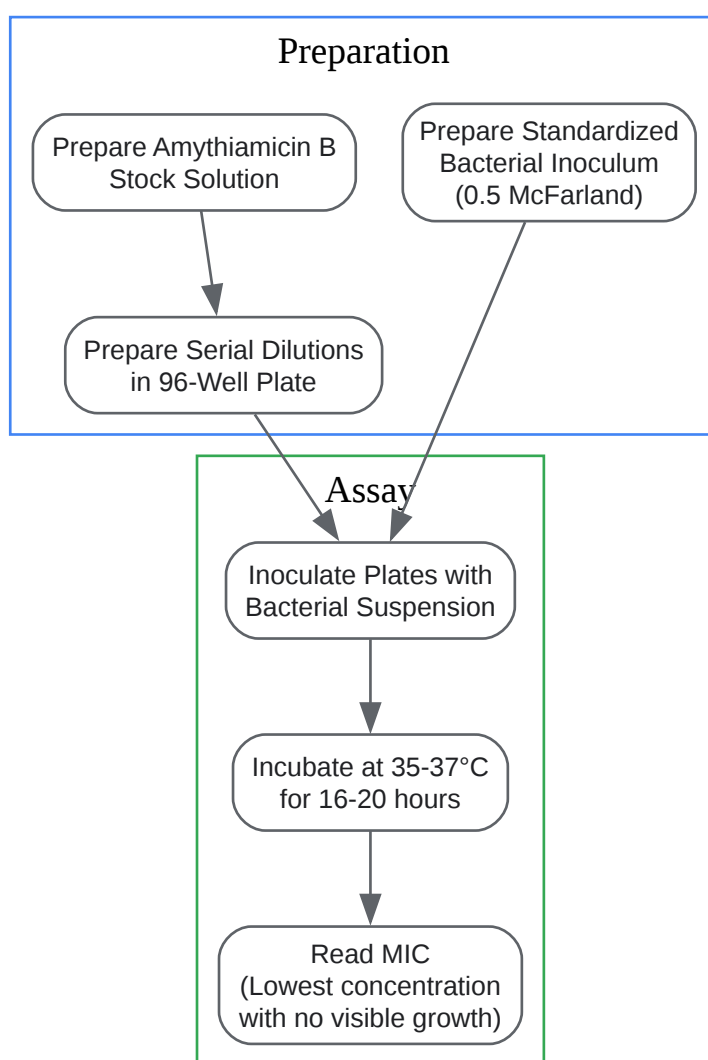 Preparation
Prepare Amythiamicin B
Stock Solution
Prepare Standardized
Bacterial Inoculum
(0.5 McFarland)
Prepare Serial Dilutions
in 96-Well Plate
Assay
Inoculate Plates with
Bacterial Suspension
Incubate at 35-37°C
for 16-20 hours
Read MIC
(Lowest concentration
with no visible growth)